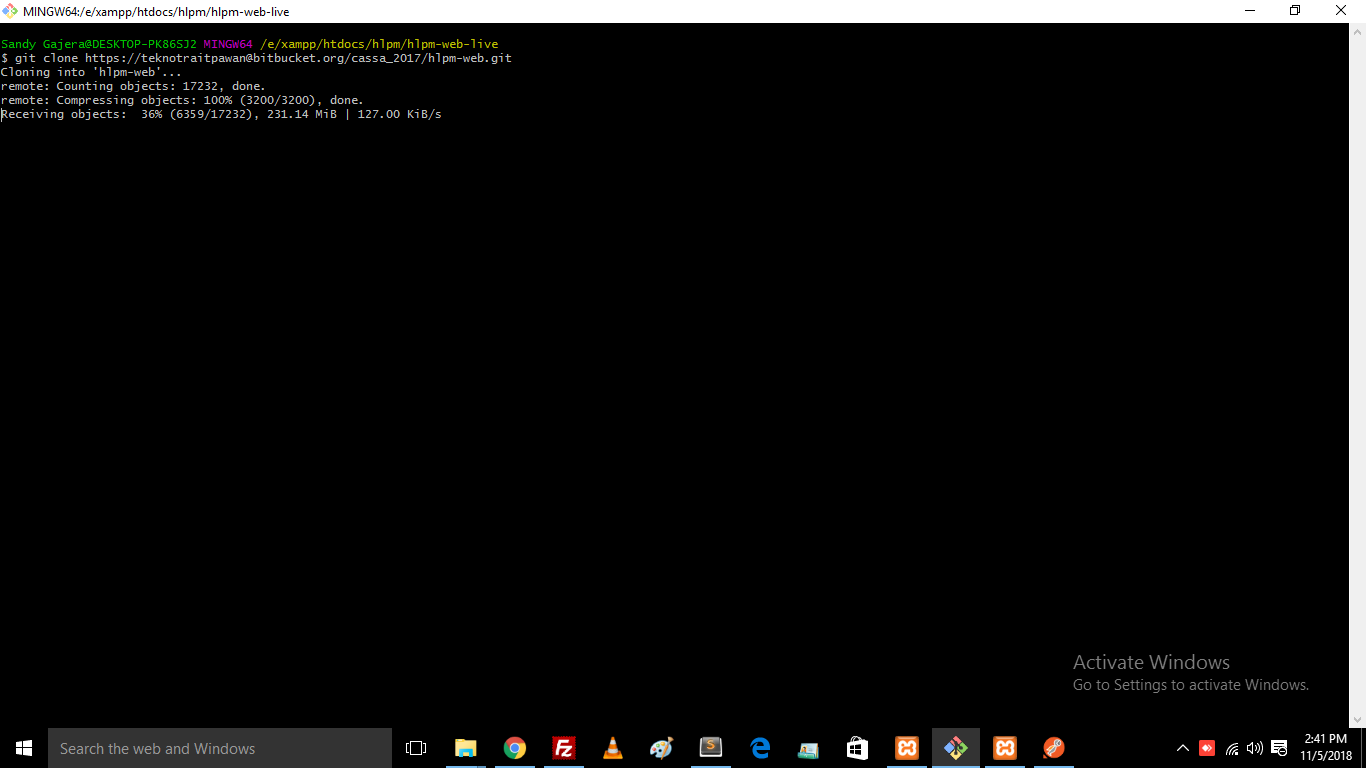 MINGW64:/e/xampp/htdocs/hlpm/hlpm-web-live
Sandy Gajera@DESKTOP-PK86SJ2 MINGW64 /e/xampp/htdocs/hlpm/hlpm-web-live
$ git clone https://teknotraitpawan@bitbucket.org/cassa_2017/hlpm-web.git
Cloning into 'hlpm-web'...
remote: Counting objects: 17232, done.
remote: Compressing objects: 100% (3200/3200), done.
Receiving objects:  36% (6359/17232), 231.14 MiB | 127.00 KiB/s
Activate Windows
Go to Settings to activate Windows.
Search the web and Windows
Fz
S
2:41 PM
11/5/2018